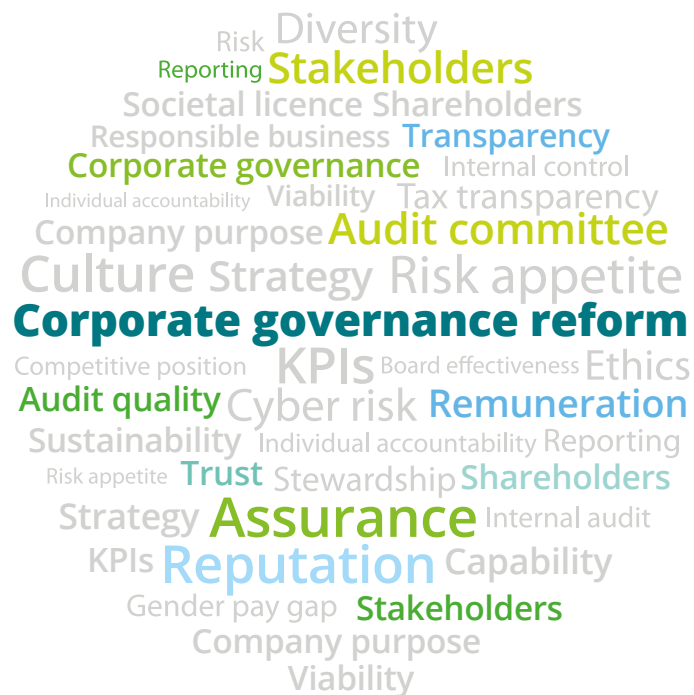 Risk Diversity
Reporting Stakeholders
Societal licence Shareholders
Responsible business Transparency
Corporate governance Internal control
Individual accountability Viability Tax transparency
Company purpose Audit committee
Culture Strategy Risk appetite
Corporate governance reform
Competitive position KPIs Board effectiveness Ethics
Audit quality Cyber risk Remuneration
Sustainability Individual accountability Reporting
Risk appetite Trust Stewardship Shareholders
Strategy Assurance Internal audit
KPIs Reputation Capability
Gender pay gap Stakeholders
Company purpose
Viability